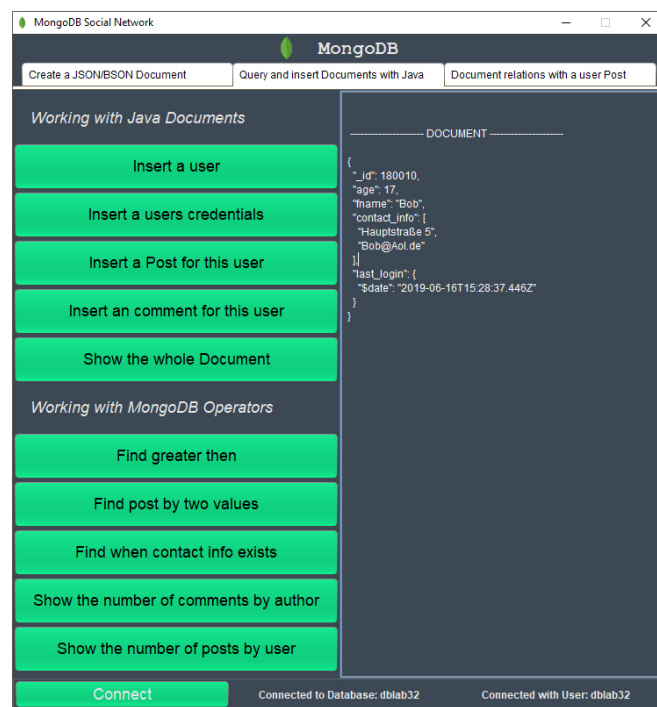 MongoDB Social Network
MongoDB
Create a JSON/BSON Document
Query and insert Documents with Java
Document relations with a user Post
Working with Java Documents
Insert a user
Insert a users credentials
Insert a Post for this user
Insert an comment for this user
Show the whole Document
Working with MongoDB Operators
Find greater then
Find post by two values
Find when contact info exists
Show the number of comments by author
Show the number of posts by user
--------------------- DOCUMENT ---------------------
{
"_id": 180010,
"age": 17,
"fname": "Bob",
"contact_info": [
"Hauptstraße 5",
"Bob@Aol.de"
],
"last_login": {
"$date": "2019-06-16T15:28:37.446Z"
}
}
Connect
Connected to Database: dblab32
Connected with User: dblab32